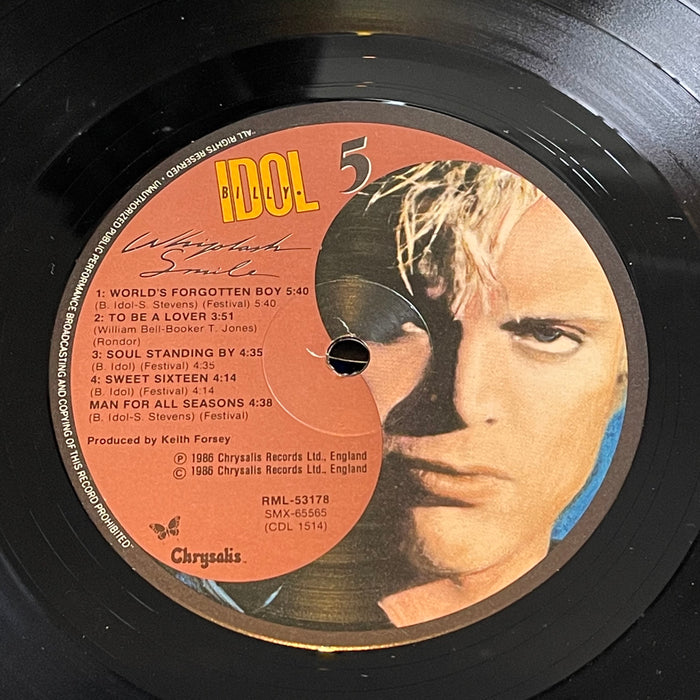 IDOL
BILLY
5
Whiplash
Smile
1: WORLD'S FORGOTTEN BOY 5:40
(B. Idol-S. Stevens) (Festival) 5:40
2: TO BE A LOVER 3:51
(William Bell-Booker T. Jones)
(Rondor)
3: SOUL STANDING BY 4:35
(B. Idol) (Festival) 4:35
4: SWEET SIXTEEN 4:14
(B. Idol) (Festival) 4:14
MAN FOR ALL SEASONS 4:38
(B. Idol-S. Stevens) (Festival)
Produced by Keith Forsey
℗ 1986 Chrysalis Records Ltd., England
© 1986 Chrysalis Records Ltd., England
RML-53178
SMX-65565
(CDL 1514)
Chrysalis™
"ALL RIGHTS RESERVED • UNAUTHORIZED PUBLIC PERFORMANCE BROADCASTING AND COPYING OF THIS RECORD PROHIBITED"